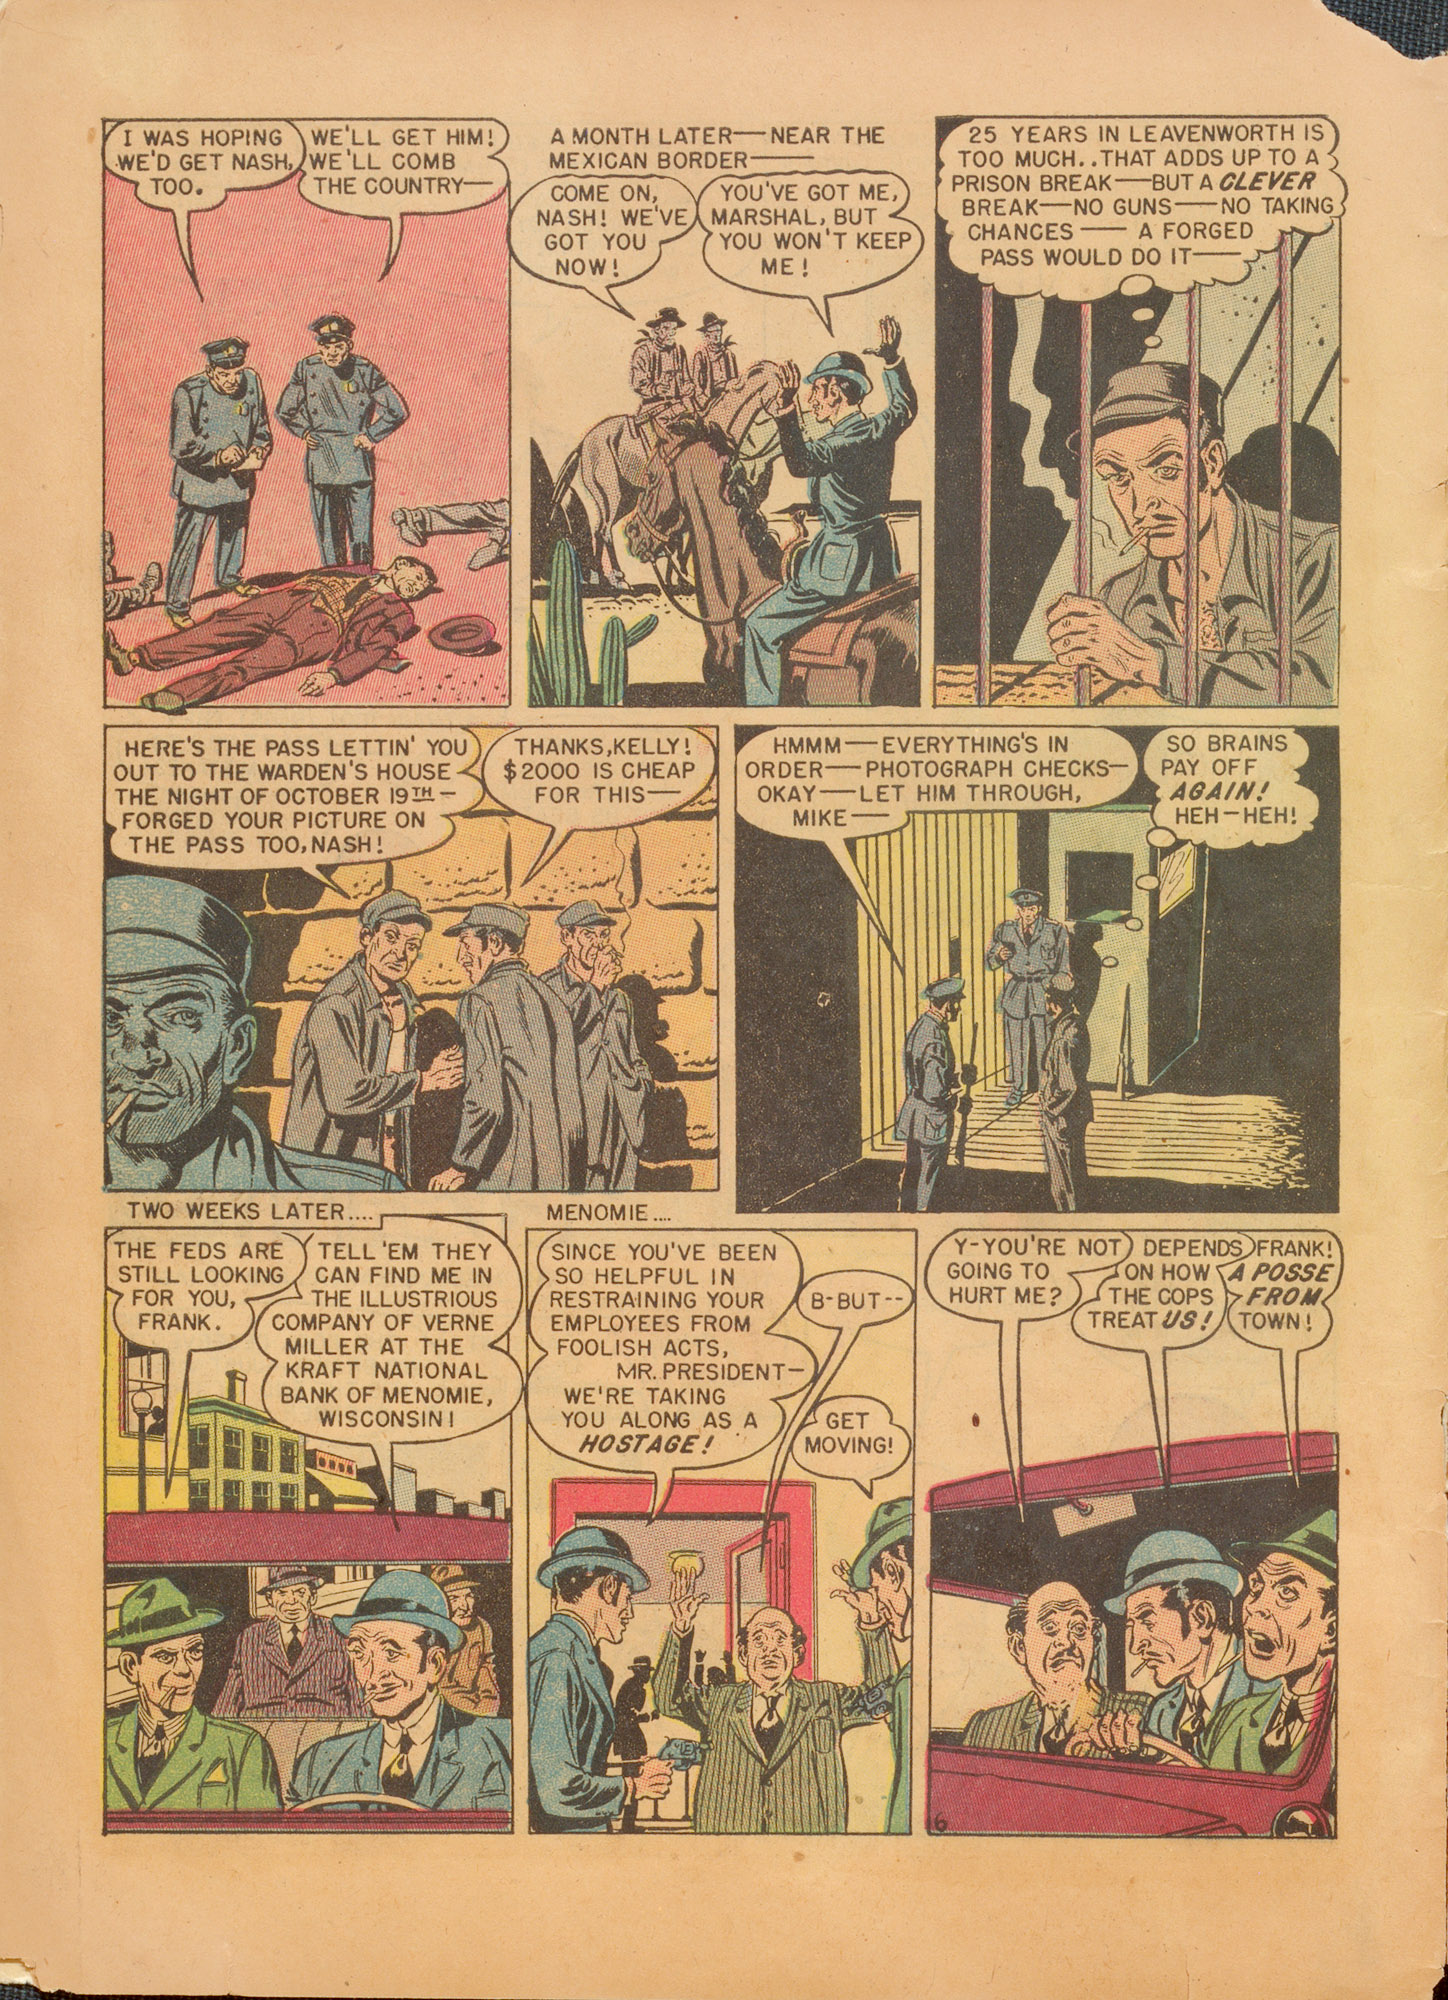 I WAS HOPING
WE'D GET NASH,
TOO.
WE'LL GET HIM!
WE'LL COMB
THE COUNTRY—
A MONTH LATER—NEAR THE
MEXICAN BORDER—
COME ON,
NASH! WE'VE
GOT YOU
NOW!
YOU'VE GOT ME,
MARSHAL, BUT
YOU WON'T KEEP
ME!
25 YEARS IN LEAVENWORTH IS
TOO MUCH..THAT ADDS UP TO A
PRISON BREAK—BUT A CLEVER
BREAK—NO GUNS—NO TAKING
CHANCES— A FORGED
PASS WOULD DO IT—
HERE'S THE PASS LETTIN' YOU
OUT TO THE WARDEN'S HOUSE
THE NIGHT OF OCTOBER 19TH—
FORGED YOUR PICTURE ON
THE PASS TOO, NASH!
THANKS, KELLY!
$2000 IS CHEAP
FOR THIS—
HMMM—EVERYTHING'S IN
ORDER—PHOTOGRAPH CHECKS—
OKAY—LET HIM THROUGH,
MIKE—
SO BRAINS
PAY OFF
AGAIN!
HEH-HEH!
TWO WEEKS LATER....
THE FEDS ARE
STILL LOOKING
FOR YOU,
FRANK.
TELL 'EM THEY
CAN FIND ME IN
THE ILLUSTRIOUS
COMPANY OF VERNE
MILLER AT THE
KRAFT NATIONAL
BANK OF MENOMIE,
WISCONSIN!
MENOMIE....
SINCE YOU'VE BEEN
SO HELPFUL IN
RESTRAINING YOUR
EMPLOYEES FROM
FOOLISH ACTS,
MR. PRESIDENT—
WE'RE TAKING
YOU ALONG AS A
HOSTAGE!
B-BUT--
GET
MOVING!
Y-YOU'RE NOT
GOING TO
HURT ME?
DEPENDS
ON HOW
THE COPS
TREAT US!
FRANK!
A POSSE
FROM
TOWN!
6